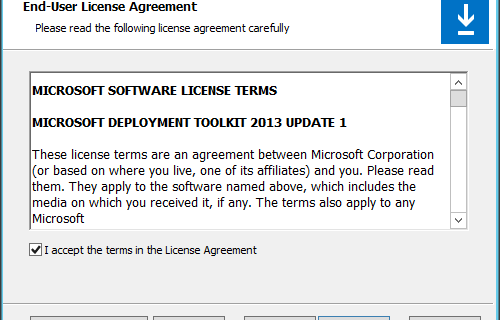 End-User License Agreement
Please read the following license agreement carefully
MICROSOFT SOFTWARE LICENSE TERMS
MICROSOFT DEPLOYMENT TOOLKIT 2013 UPDATE 1
These license terms are an agreement between Microsoft Corporation
(or based on where you live, one of its affiliates) and you. Please read
them. They apply to the software named above, which includes the
media on which you received it, if any. The terms also apply to any
Microsoft
I accept the terms in the License Agreement